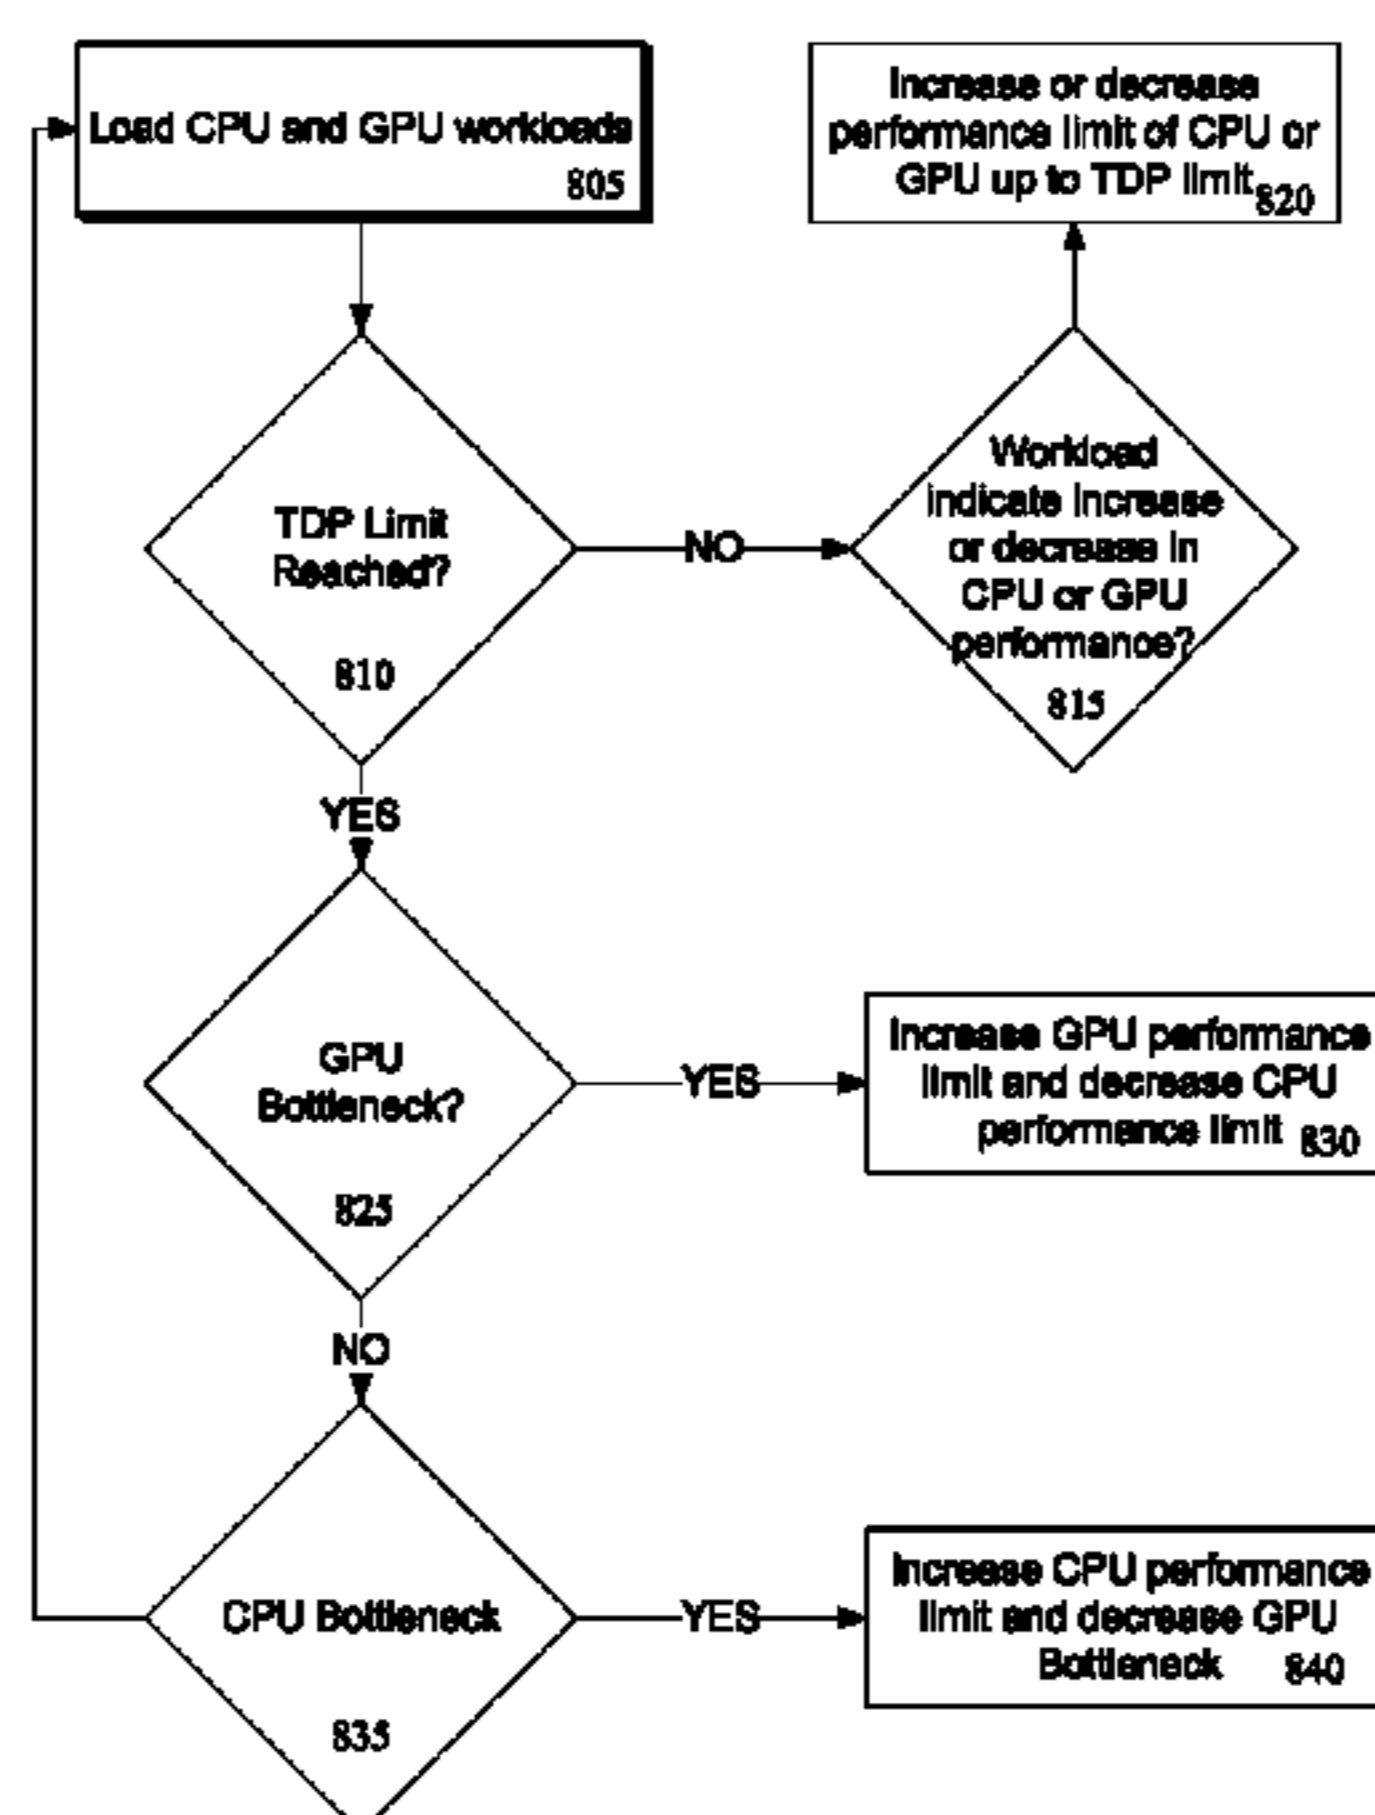 Load CPU and GPU workloads
805
Increase or decrease
performance limit of CPU or
GPU up to TDP limit
820
TDP Limit
Reached?
810
NO
Workload
indicate increase
or decrease in
CPU or GPU
performance?
815
YES
GPU
Bottleneck?
825
YES
Increase GPU performance
limit and decrease CPU
performance limit 830
NO
CPU Bottleneck
835
YES
Increase CPU performance
limit and decrease GPU
Bottleneck 840